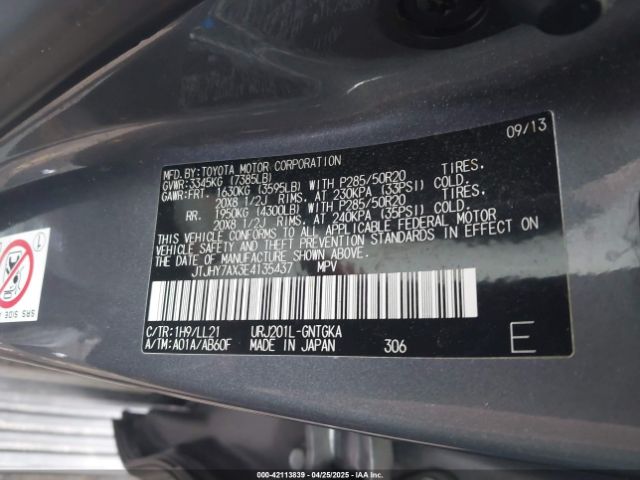 09/13
MFD.BY:TOYOTA MOTOR CORPORATION
GVWR:3345KG (7385LB)
GAWR:FRT. 1630KG (3595LB) WITH P285/50R20 TIRES.
20X8 1/2J RIMS, AT 230KPA (33PSI) COLD.
RR. 1950KG (4300LB) WITH P285/50R20 TIRES.
20X8 1/2J RIMS, AT 240KPA (35PSI) COLD.
THIS VEHICLE CONFORMS TO ALL APPLICABLE FEDERAL MOTOR
VEHICLE SAFETY AND THEFT PREVENTION STANDARDS IN EFFECT ON
THE DATE OF MANUFACTURE SHOWN ABOVE.
JTJHY7AX3E4135437 MPV
C/TR:1H9/LL21 URJ201L-GNTGKA
A/TM:A01A/AB60F MADE IN JAPAN 306 E
SRS SIDE
000-42113839 - 04/25/2025 - IAAI.com